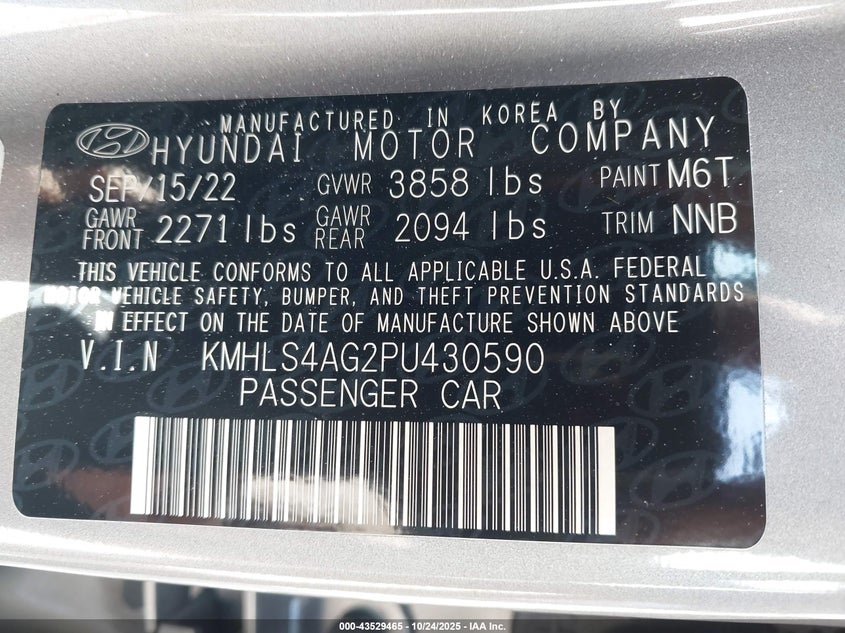 MANUFACTURED IN KOREA BY
HYUNDAI MOTOR COMPANY
SEP/15/22 GVWR 3858 lbs PAINT M6T
GAWR FRONT 2271 lbs GAWR REAR 2094 lbs TRIM NNB
THIS VEHICLE CONFORMS TO ALL APPLICABLE U.S.A. FEDERAL
MOTOR VEHICLE SAFETY, BUMPER, AND THEFT PREVENTION STANDARDS
IN EFFECT ON THE DATE OF MANUFACTURE SHOWN ABOVE
V.I.N KMHLS4AG2PU430590
PASSENGER CAR
000-43529465 - 10/24/2025 - IAA Inc.